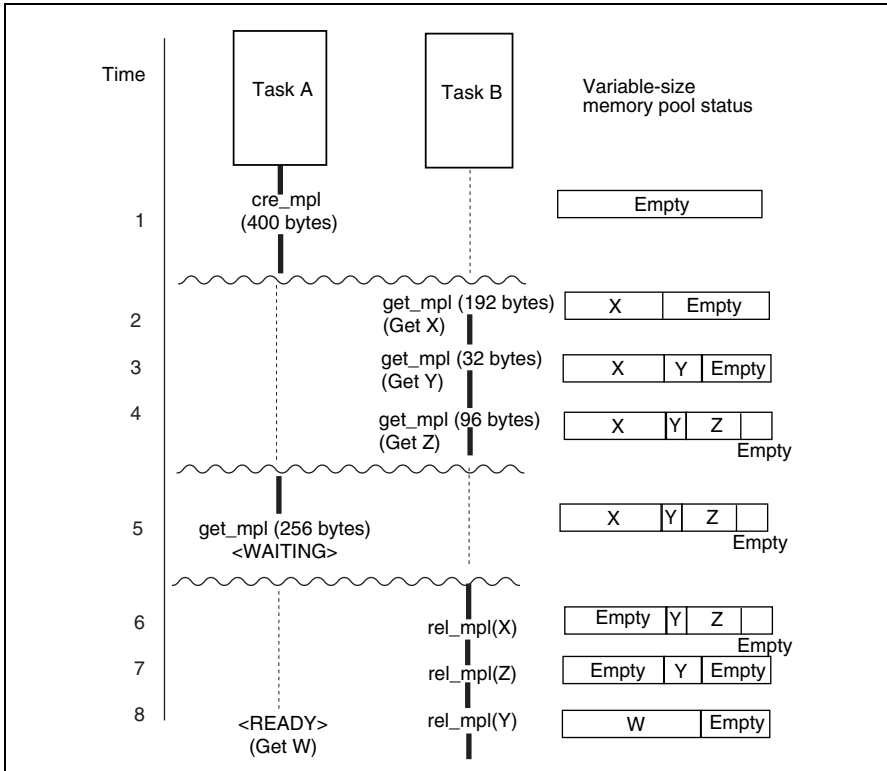 Time
Task A
Task B
Variable-size
memory pool status
1
cre_mpl
(400 bytes)
Empty
2
get_mpl (192 bytes)
(Get X)
X
Empty
3
get_mpl (32 bytes)
(Get Y)
X
Y
Empty
4
get_mpl (96 bytes)
(Get Z)
X
Y
Z
Empty
5
get_mpl (256 bytes)
<WAITING>
X
Y
Z
Empty
6
rel_mpl(X)
Empty
Y
Z
Empty
7
rel_mpl(Z)
Empty
Y
Empty
8
<READY>
(Get W)
rel_mpl(Y)
W
Empty